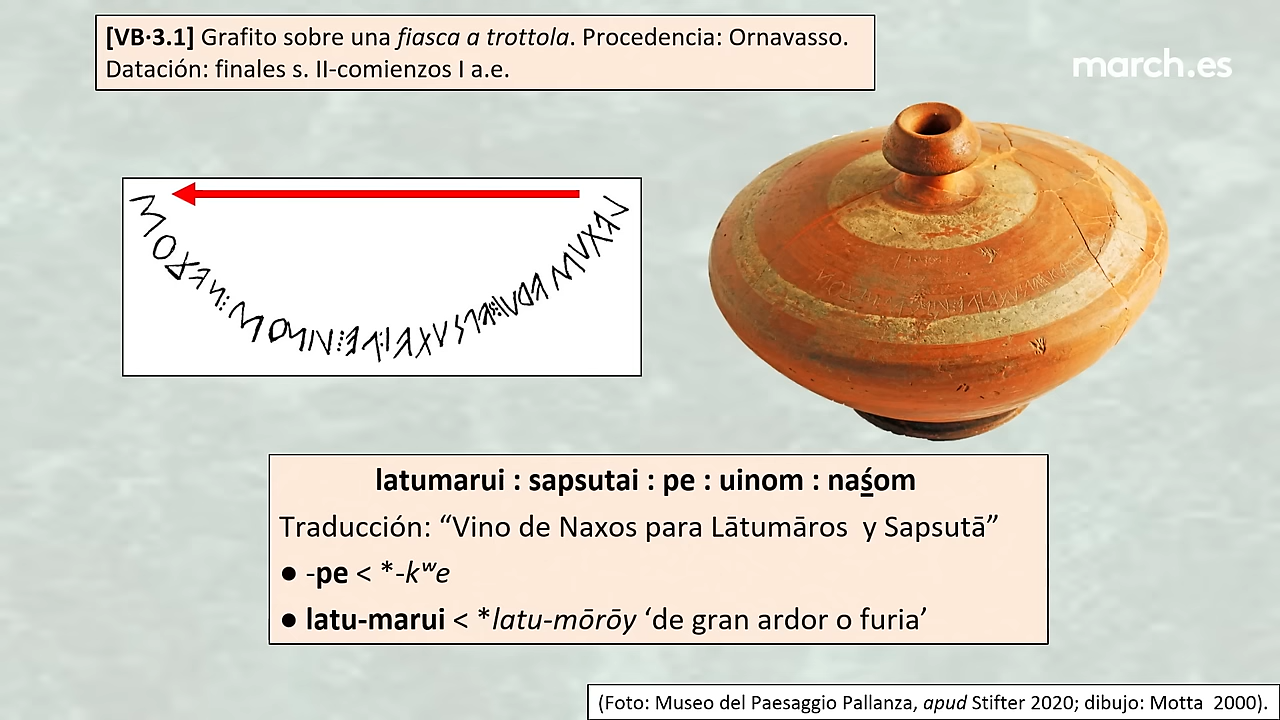 [VB·3.1] Grafito sobre una fiasca a trottola. Procedencia: Ornavasso.
Datación: finales s. II-comienzos I a.e.
march.es
latumarui : sapsutai : pe : uinom : naśom
Traducción: “Vino de Naxos para Lātumāros y Sapsutā”
● -pe < *-kʷe
● latu-marui < *latu-mōrōy ‘de gran ardor o furia’
(Foto: Museo del Paesaggio Pallanza, apud Stifter 2020; dibujo: Motta 2000).